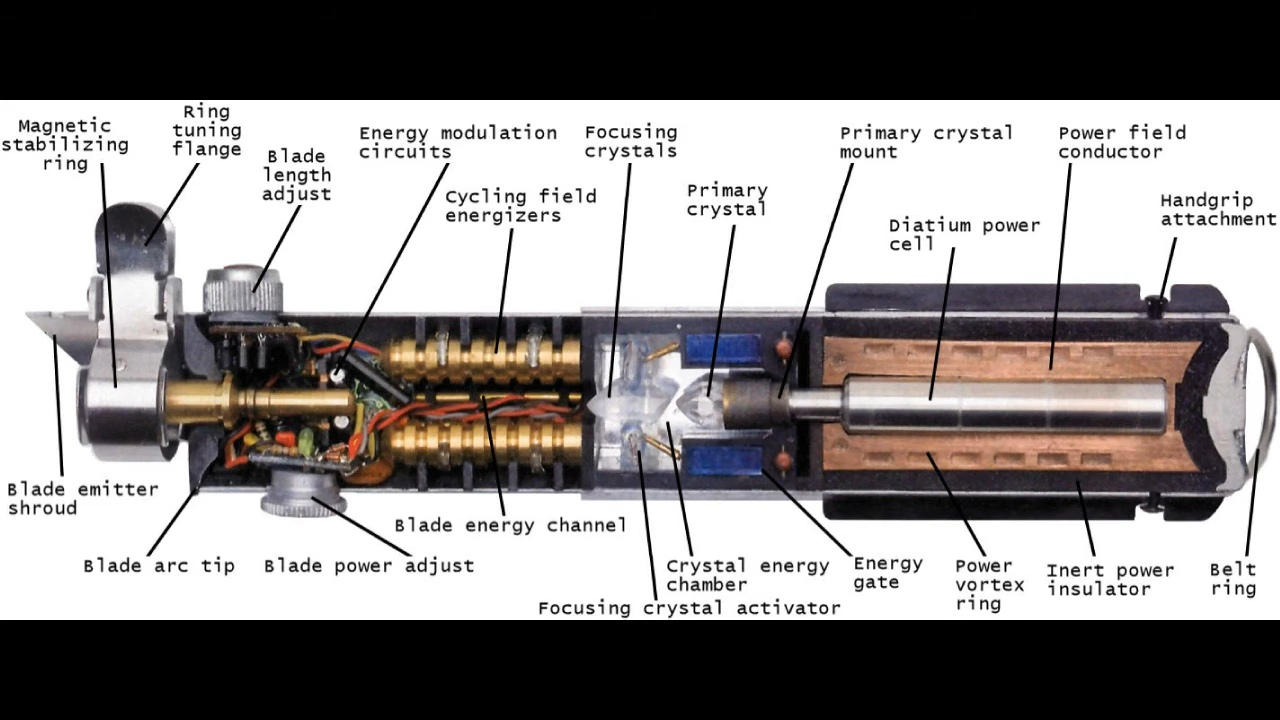 Magnetic
stabilizing
ring
Ring
tuning
flange
Blade
length
adjust
Energy modulation
circuits
Cycling field
energizers
Focusing
crystals
Primary
crystal
Primary crystal
mount
Diatium power
cell
Power field
conductor
Handgrip
attachment
Blade emitter
shroud
Blade arc tip
Blade power adjust
Blade energy channel
Focusing crystal activator
Crystal energy
chamber
Energy
gate
Power
vortex
ring
Inert power
insulator
Belt
ring